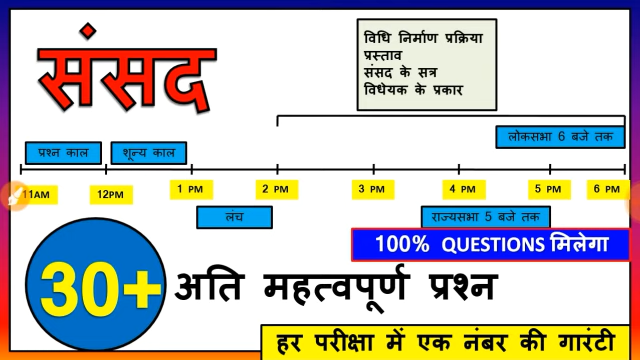 संसद
विधि निर्माण प्रक्रिया
प्रस्ताव
संसद के सत्र
विधेयक के प्रकार
लोकसभा 6 बजे तक
प्रश्न काल
शून्य काल
11AM
12PM
1 PM
2 PM
3 PM
4 PM
5 PM
6 PM
लंच
राज्यसभा 5 बजे तक
100% QUESTIONS मिलेगा
30+ अति महत्वपूर्ण प्रश्न
हर परीक्षा में एक नंबर की गारंटी